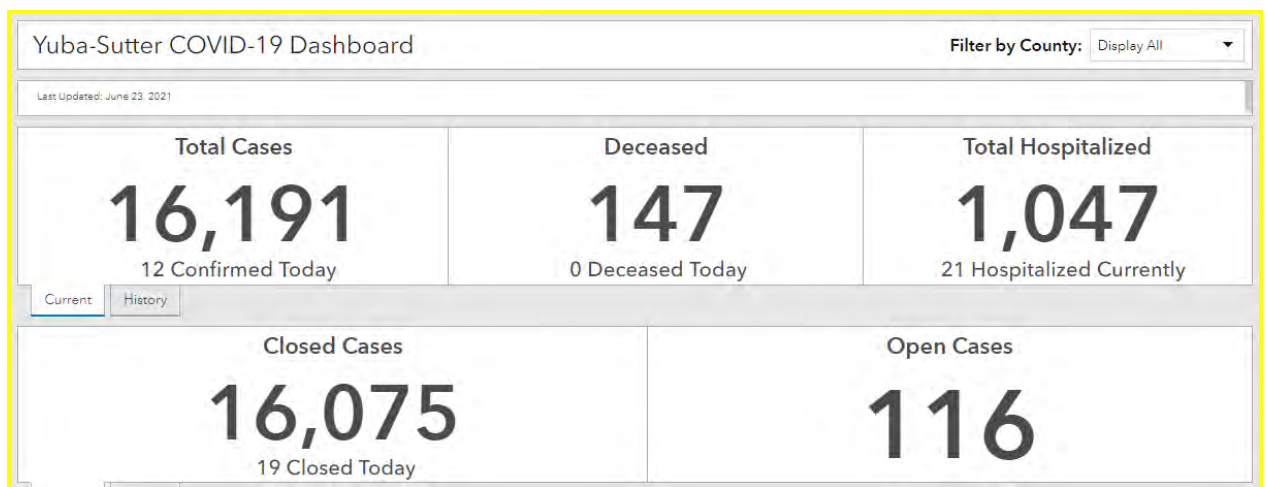 Yuba-Sutter COVID-19 Dashboard
Filter by County: Display All
Last Updated: June 23, 2021
Total Cases
16,191
12 Confirmed Today
Deceased
147
0 Deceased Today
Total Hospitalized
1,047
21 Hospitalized Currently
Current History
Closed Cases
16,075
19 Closed Today
Open Cases
116